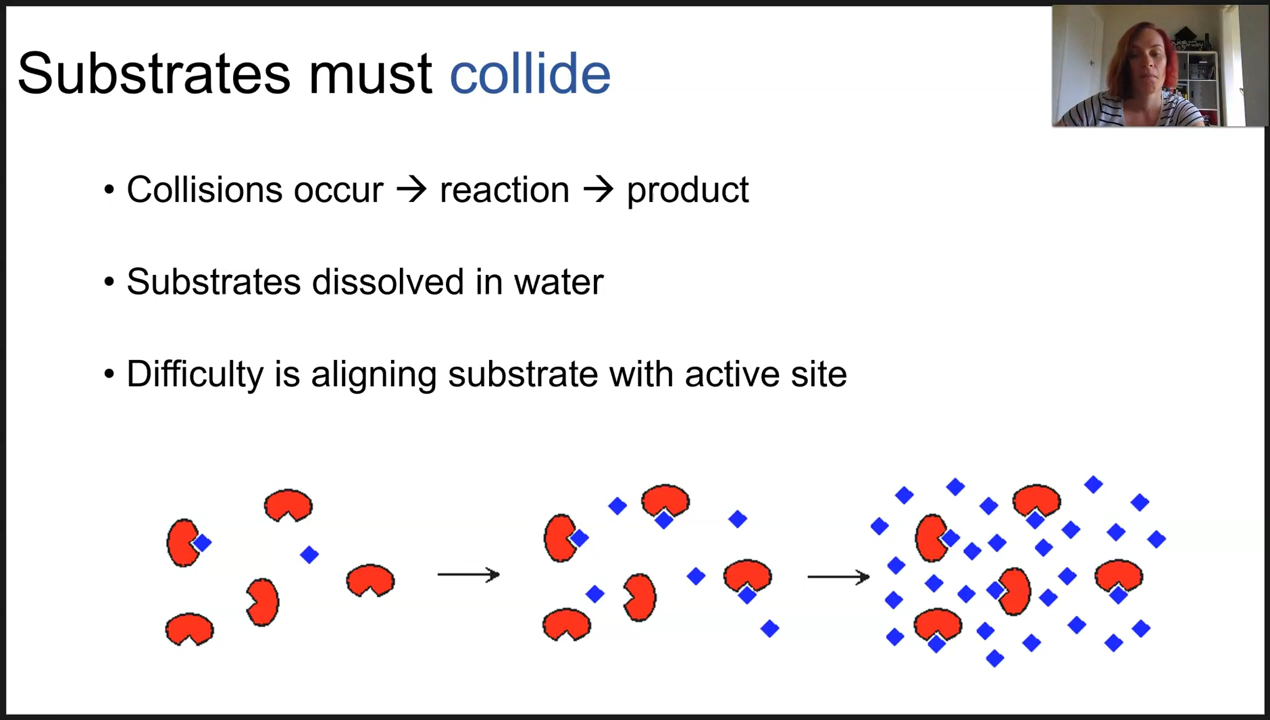 Substrates must collide
• Collisions occur → reaction → product
• Substrates dissolved in water
• Difficulty is aligning substrate with active site